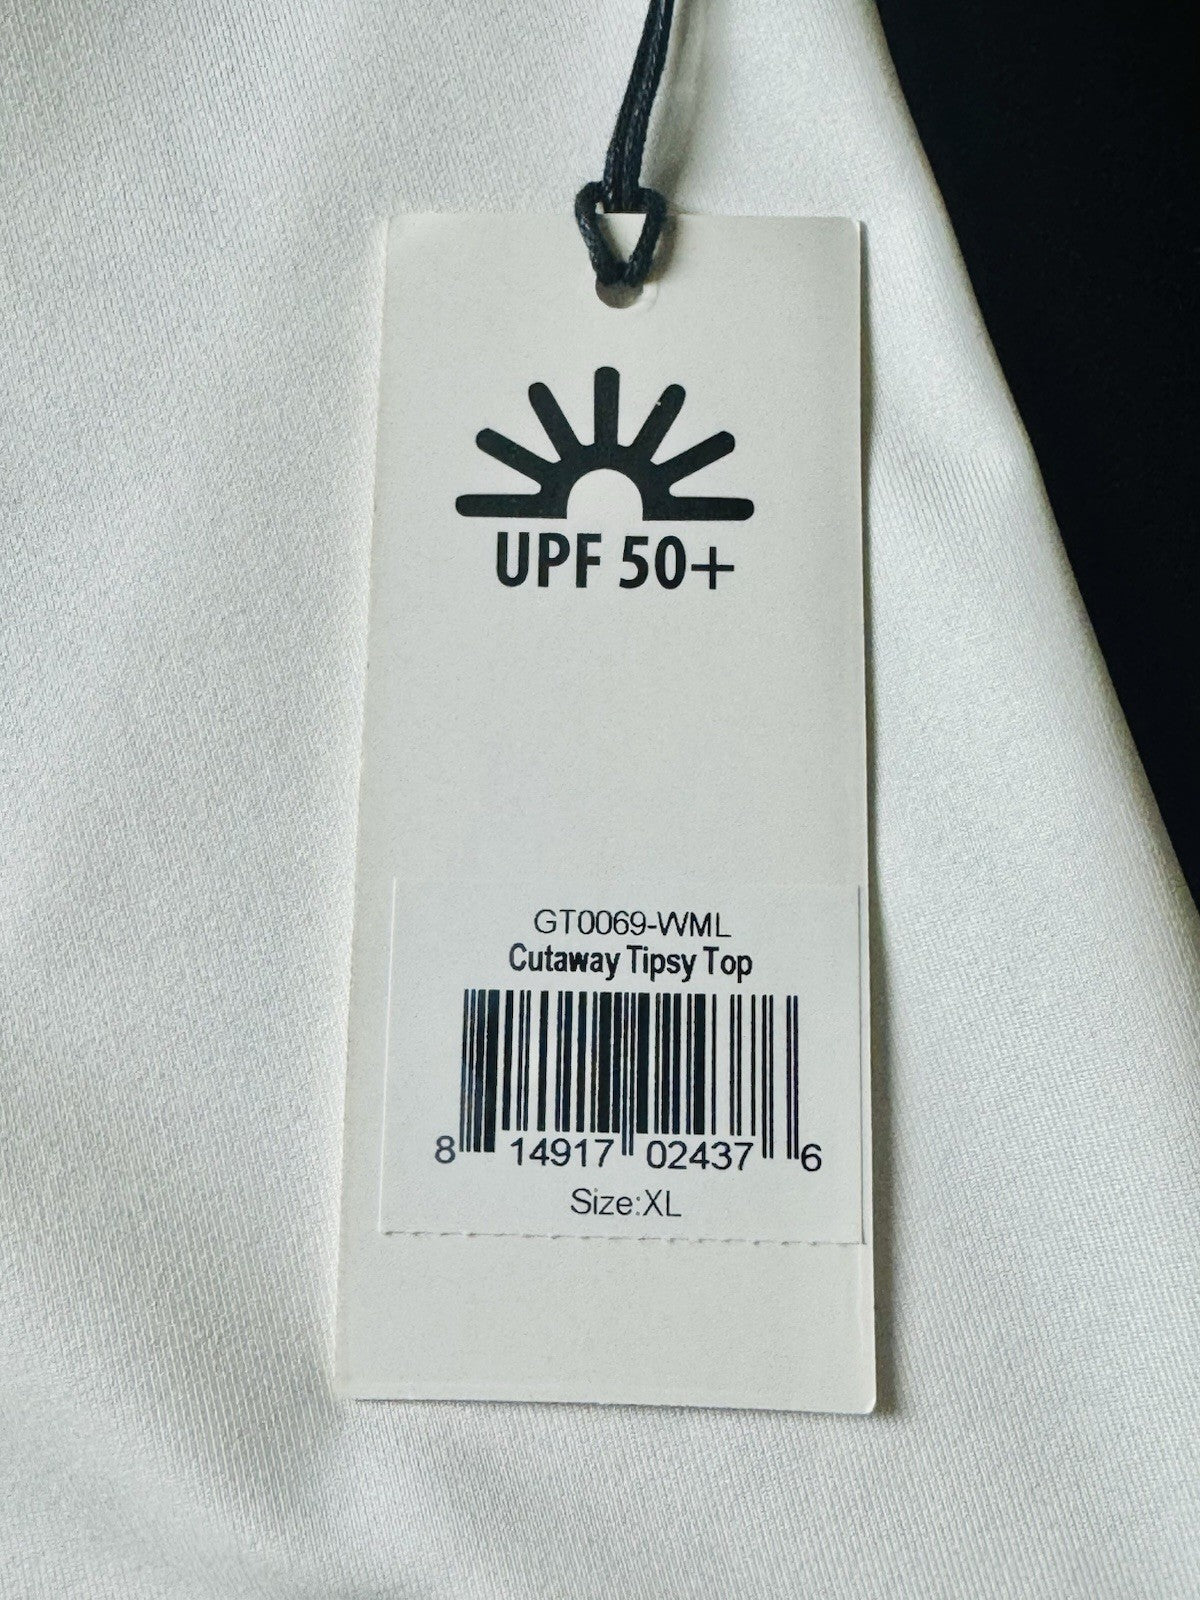 UPF 50+
GT0069-WML
Cutaway Tipsy Top
8 14917 02437 6
Size:XL